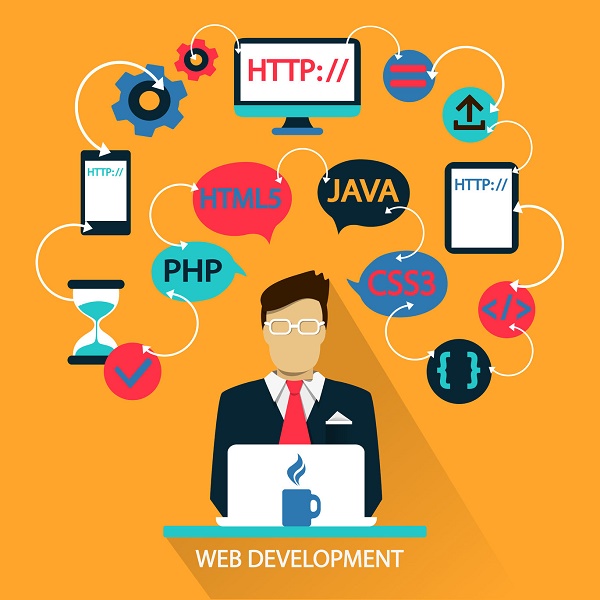 HTTP://
HTTP://
HTTP://
HTML5
JAVA
PHP
CSS3
</>
{ }
WEB DEVELOPMENT